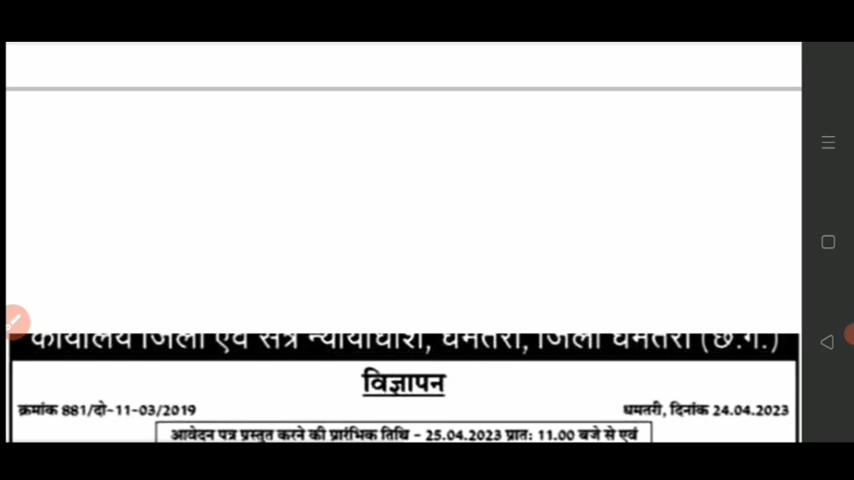 कार्यालय जिला एवं सत्र न्यायाधीश, धमतरी, जिला धमतरी (छ.ग.)
विज्ञापन
क्रमांक 881/दो-11-03/2019
धमतरी, दिनांक 24.04.2023
आवेदन पत्र प्रस्तुत करने की प्रारंभिक तिथि - 25.04.2023 प्रातः 11.00 बजे से एवं